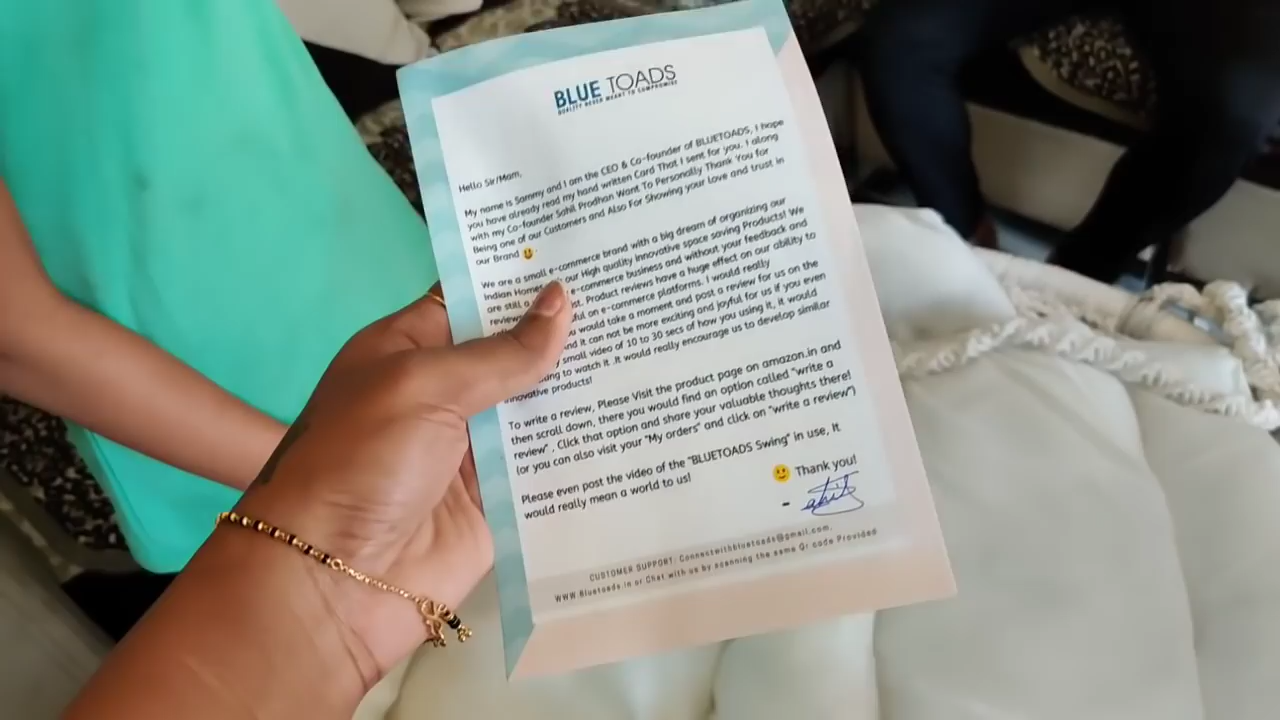 BLUE TOADS
QUALITY NEVER MEANT TO COMPROMISE
Hello Sir/Mam,
My name is Sammy and I am the CEO & Co-founder of BLUETOADS, I hope
you have already read my hand written Card That I sent for you. I along
with my Co-founder Sahil Prodhan Want To Personally Thank You for
Being one of our Customers and Also For Showing your love and trust in
our Brand 🙂
We are a small e-commerce brand with a big dream of organizing our
Indian Homes our High quality Innovative space saving Products! We
are still a e-commerce business and without your feedback and
review Product reviews have a huge effect on our ability to
on e-commerce platforms. I would really
would take a moment and post a review for us on the
and it can not be more exciting and joyful for us if you even
small video of 10 to 30 secs of how you using it, it would
to watch it .It would really encourage us to develop similar
innovative products!
To write a review, Please Visit the product page on amazon.in and
then scroll down, there you would find an option called "write a
review" , Click that option and share your valuable thoughts there!
(or you can also visit your "My orders" and click on "write a review")
Please even post the video of the "BLUETOADS Swing" in use, It
would really mean a world to us!
🙂 Thank you!
-
CUSTOMER SUPPORT: Connectwithbluetoads@gmail.com,
WWW.Bluetoads.in or Chat with us by scanning the same Qr code Provided